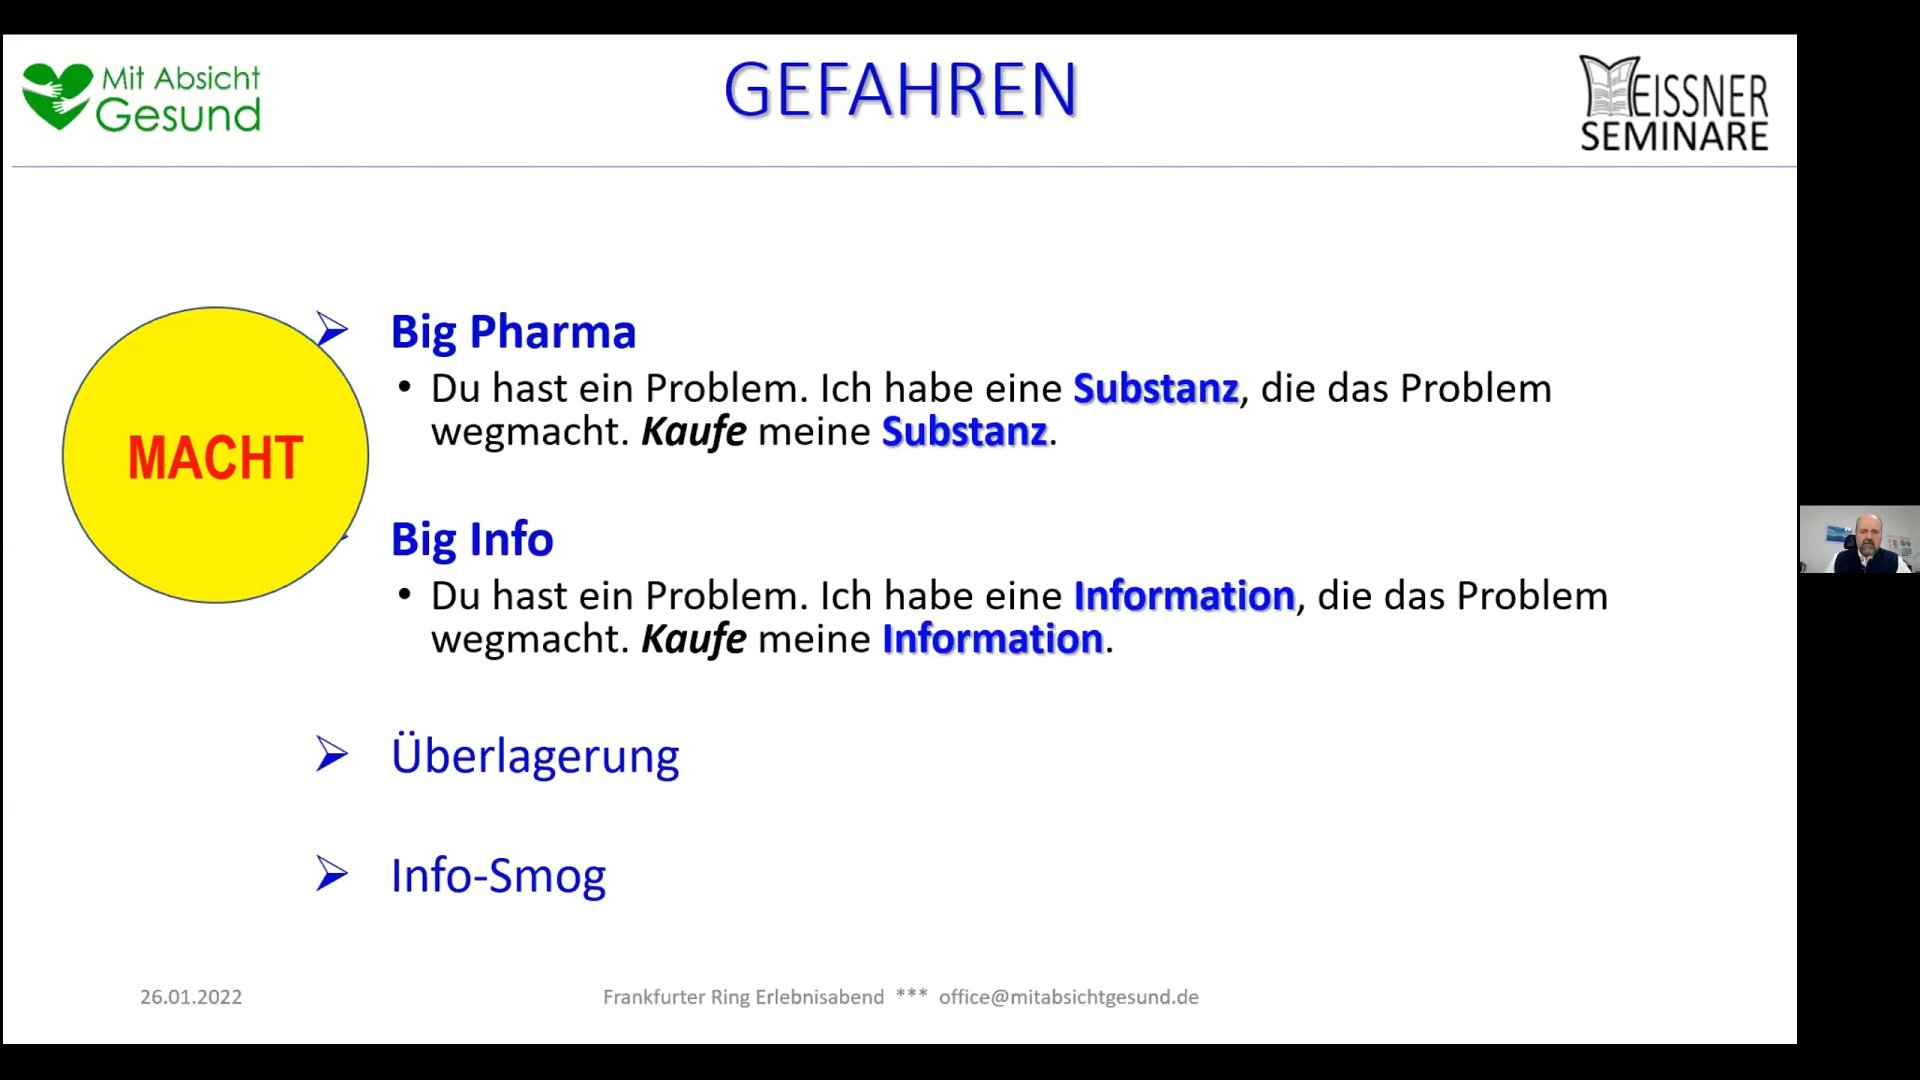 Mit Absicht
Gesund
GEFAHREN
MEISSNER
SEMINARE
MACHT
Big Pharma
• Du hast ein Problem. Ich habe eine Substanz, die das Problem
wegmacht. Kaufe meine Substanz.
Big Info
• Du hast ein Problem. Ich habe eine Information, die das Problem
wegmacht. Kaufe meine Information.
Überlagerung
Info-Smog
26.01.2022
Frankfurter Ring Erlebnisabend *** office@mitabsichtgesund.de